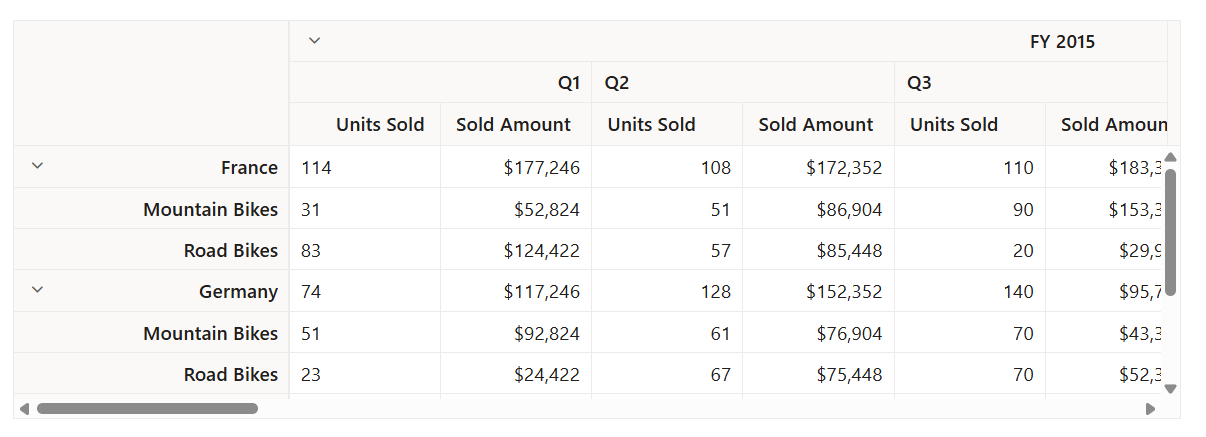 FY 2015
Q1 Q2 Q3
Units Sold Sold Amount Units Sold Sold Amount Units Sold Sold Amoun
France 114 $177,246 108 $172,352 110 $183,3
Mountain Bikes 31 $52,824 51 $86,904 90 $153,3
Road Bikes 83 $124,422 57 $85,448 20 $29,9
Germany 74 $117,246 128 $152,352 140 $95,7
Mountain Bikes 51 $92,824 61 $76,904 70 $43,3
Road Bikes 23 $24,422 67 $75,448 70 $52,3